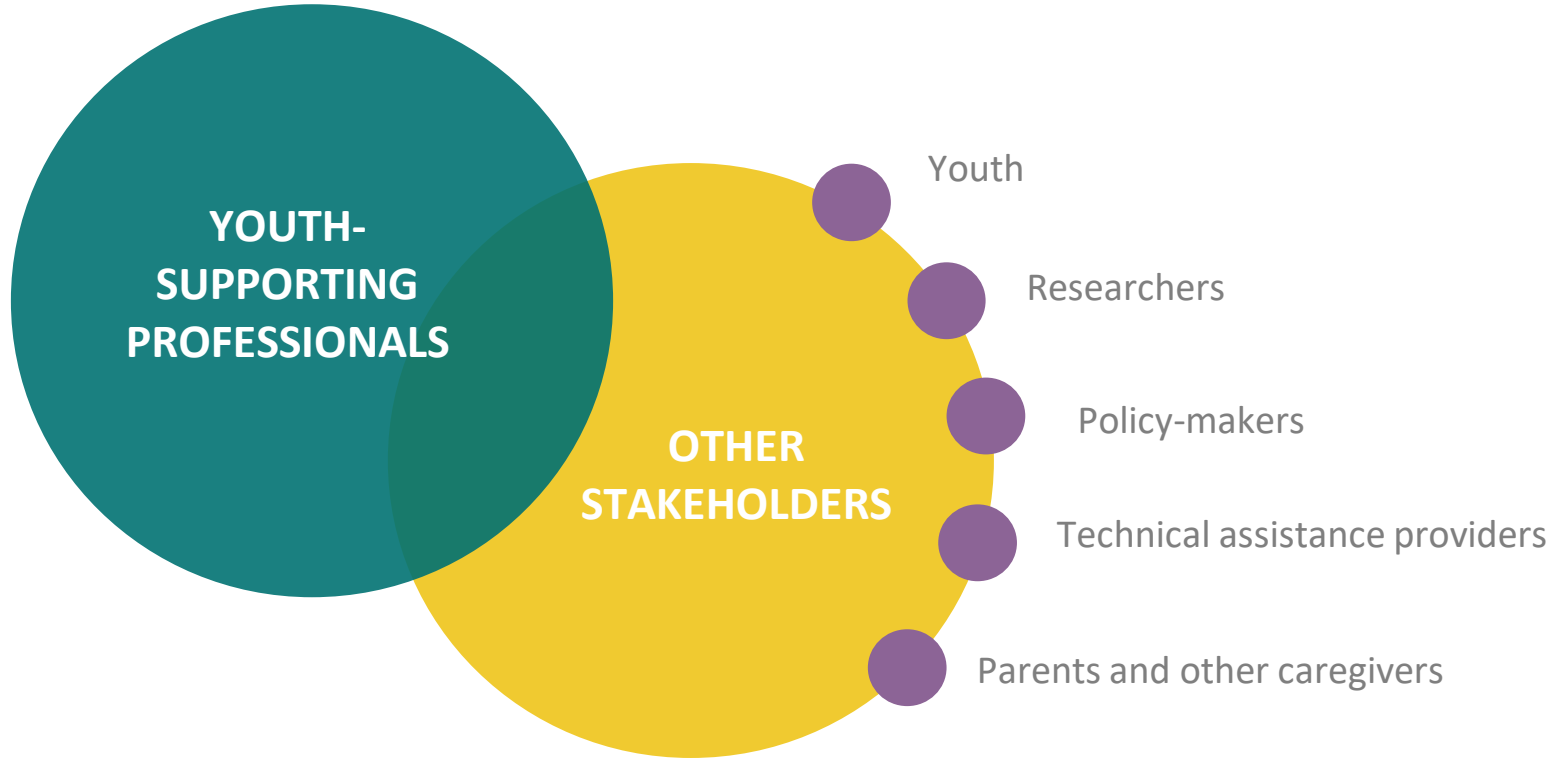 YOUTH-
SUPPORTING
PROFESSIONALS
OTHER
STAKEHOLDERS
Youth
Researchers
Policy-makers
Technical assistance providers
Parents and other caregivers